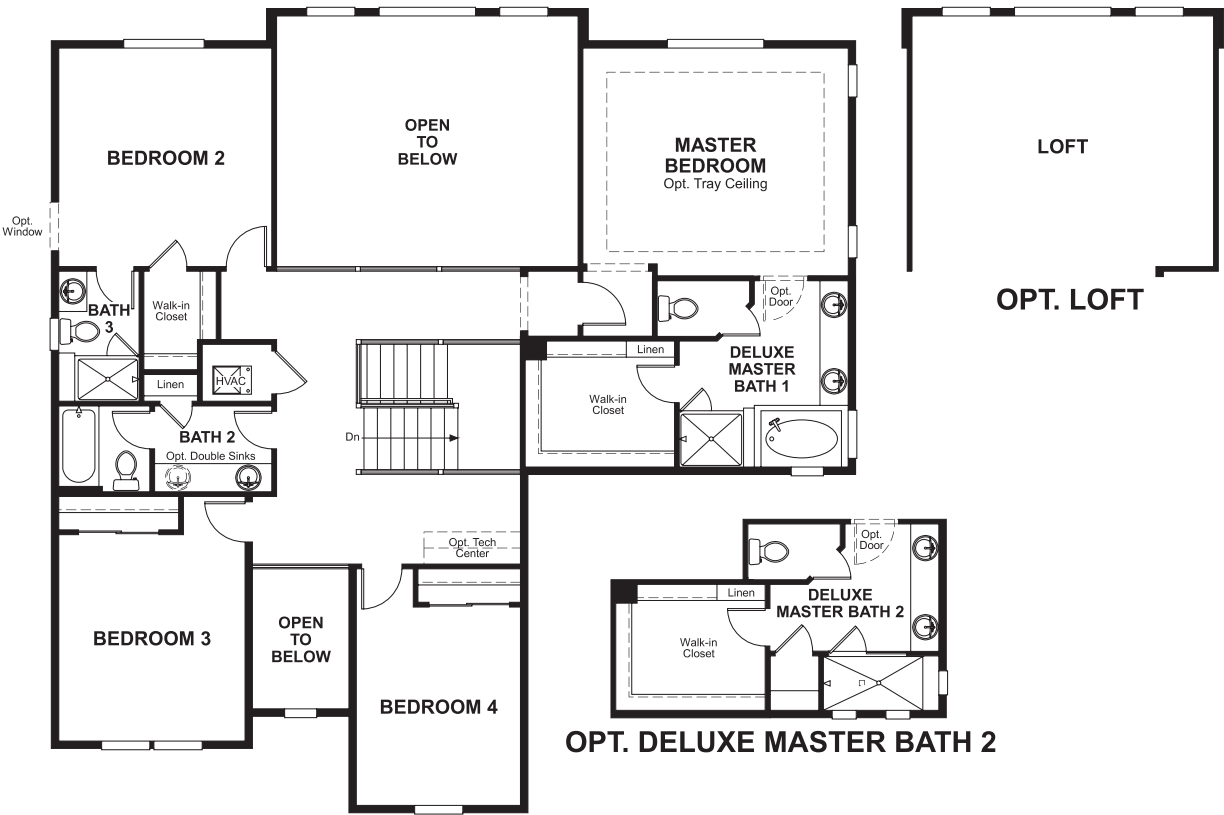 BEDROOM 2
OPEN
TO
BELOW
MASTER
BEDROOM
Opt. Tray Ceiling
LOFT
Opt.
Window
OPT. LOFT
BATH
3
Walk-in
Closet
Opt.
Door
HVAC
Linen
Linen
DELUXE
MASTER
BATH 1
Walk-in
Closet
BATH 2
Opt. Double Sinks
Dn
Opt. Tech
Center
Opt.
Door
BEDROOM 3
OPEN
TO
BELOW
BEDROOM 4
Linen
DELUXE
MASTER BATH 2
Walk-in
Closet
OPT. DELUXE MASTER BATH 2